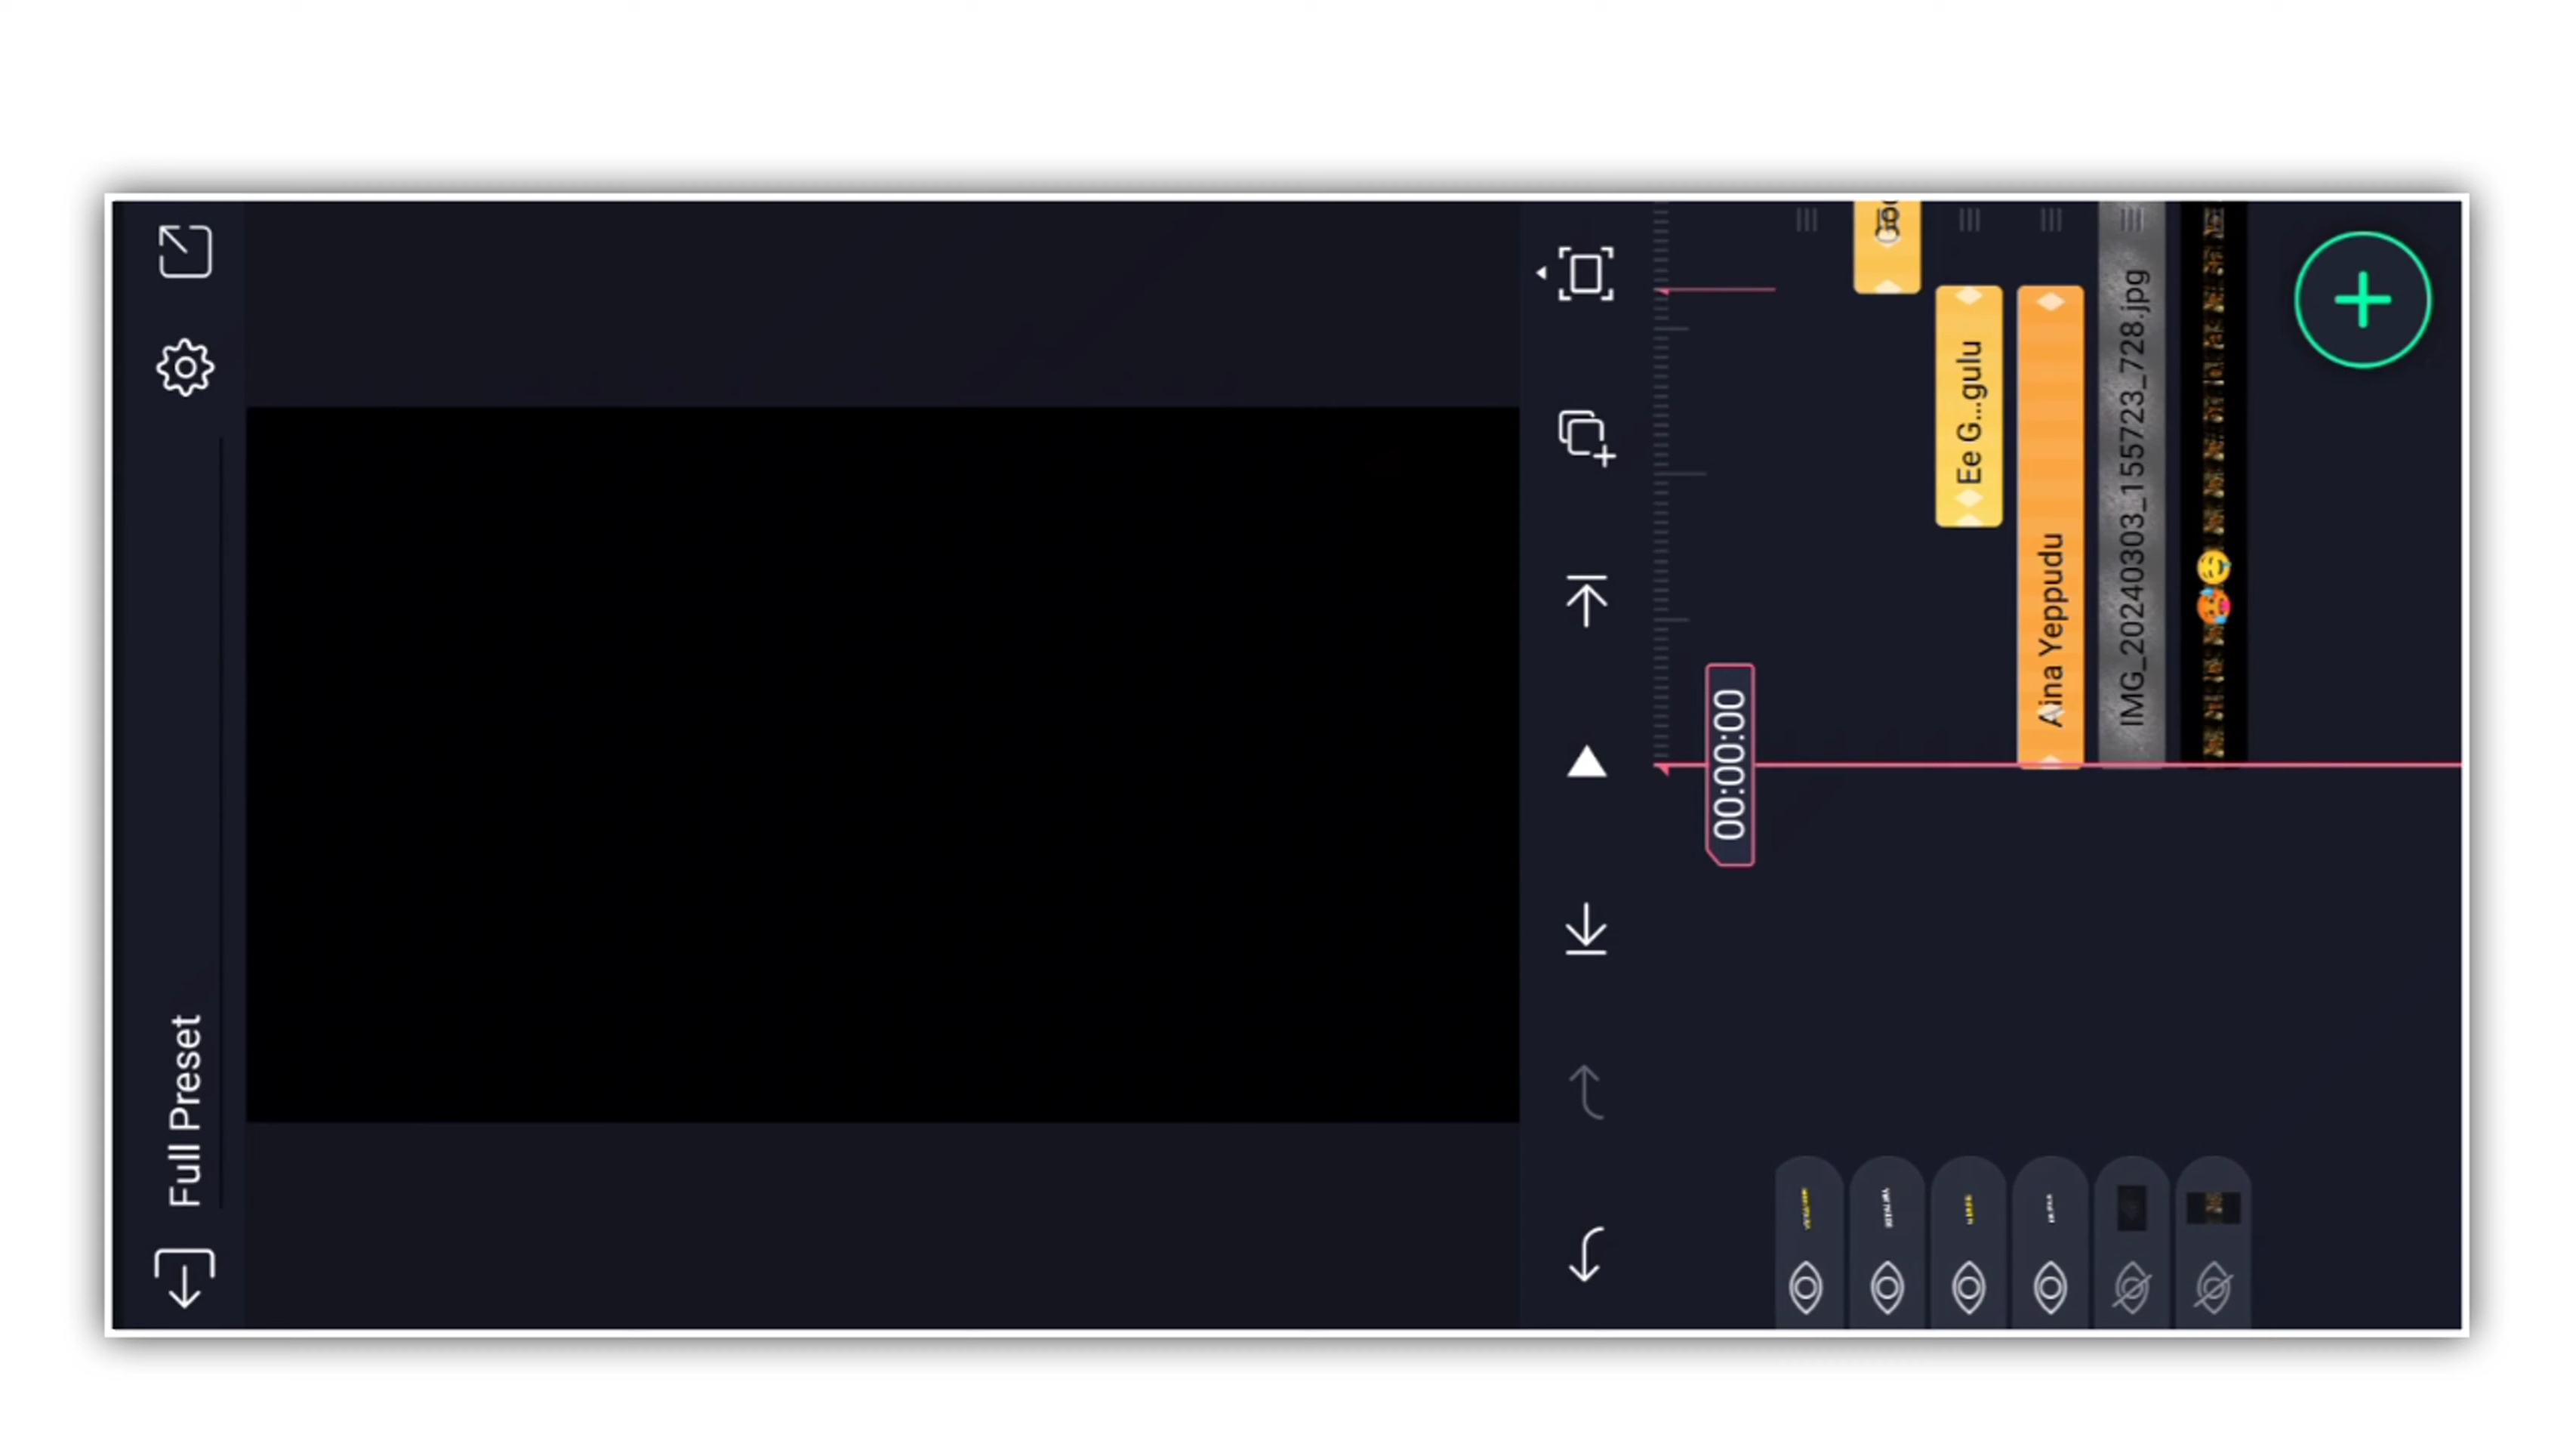 Full Preset
00:00:00
Ee G...gulu
Aina Yeppudu
IMG_20240303_155723_728.jpg
🥵🤤